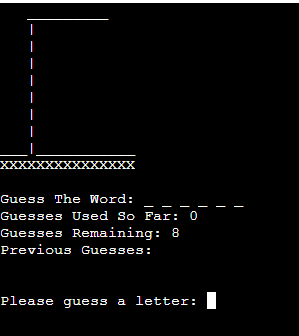 XXXXXXXXXXXXXXX
Guess The Word: _ _ _ _ _ _
Guesses Used So Far: 0
Guesses Remaining: 8
Previous Guesses:
Please guess a letter: